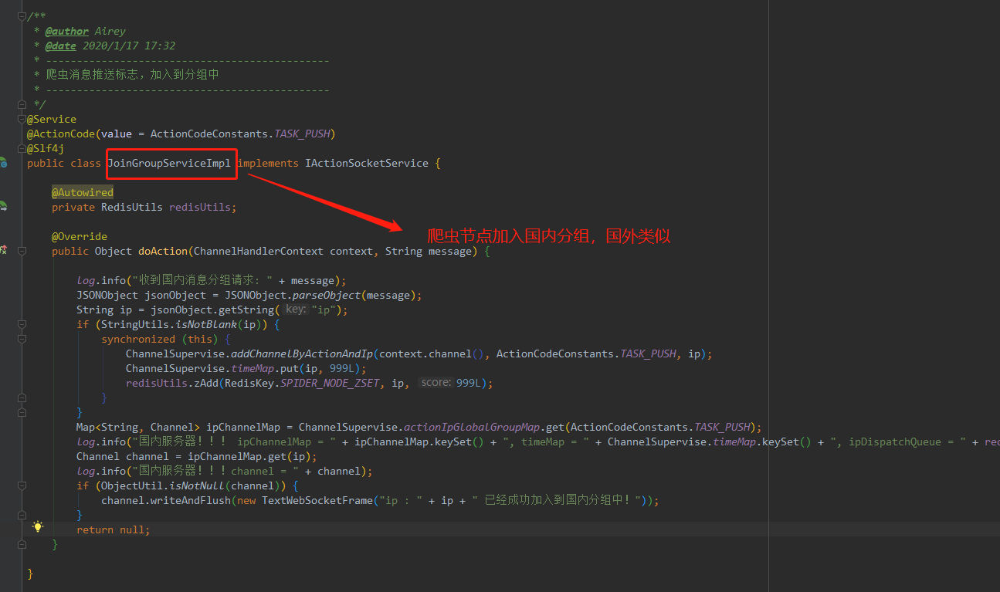 /**
 * @author Airey
 * @date 2020/1/17 17:32
 * ----------------------------------------------
 * 爬虫消息推送标志，加入到分组中
 * ----------------------------------------------
 */
@Service
@ActionCode(value = ActionCodeConstants.TASK_PUSH)
@Slf4j
public class JoinGroupServiceImpl implements IActionSocketService {
@Autowired
private RedisUtils redisUtils;
爬虫节点加入国内分组，国外类似
@Override
public Object doAction(ChannelHandlerContext context, String message) {
log.info("收到国内消息分组请求: " + message);
JSONObject jsonObject = JSONObject.parseObject(message);
String ip = jsonObject.getString( key: "ip");
if (StringUtils.isNotBlank(ip)) {
synchronized (this) {
ChannelSupervise.addChannelByActionAndIp(context.channel(), ActionCodeConstants.TASK_PUSH, ip);
ChannelSupervise.timeMap.put(ip, 999L);
redisUtils.zAdd(RedisKey.SPIDER_NODE_ZSET, ip, score: 999L);
}
}
Map<String, Channel> ipChannelMap = ChannelSupervise.actionIpGlobalGroupMap.get(ActionCodeConstants.TASK_PUSH);
log.info("国内服务器！！！ ipChannelMap = " + ipChannelMap.keySet() + ", timeMap = " + ChannelSupervise.timeMap.keySet() + ", ipDispatchQueue = " + red
Channel channel = ipChannelMap.get(ip);
log.info("国内服务器！！！channel = " + channel);
if (ObjectUtil.isNotNull(channel)) {
channel.writeAndFlush(new TextWebSocketFrame("ip : " + ip + " 已经成功加入到国内分组中！"));
}
return null;
}
}